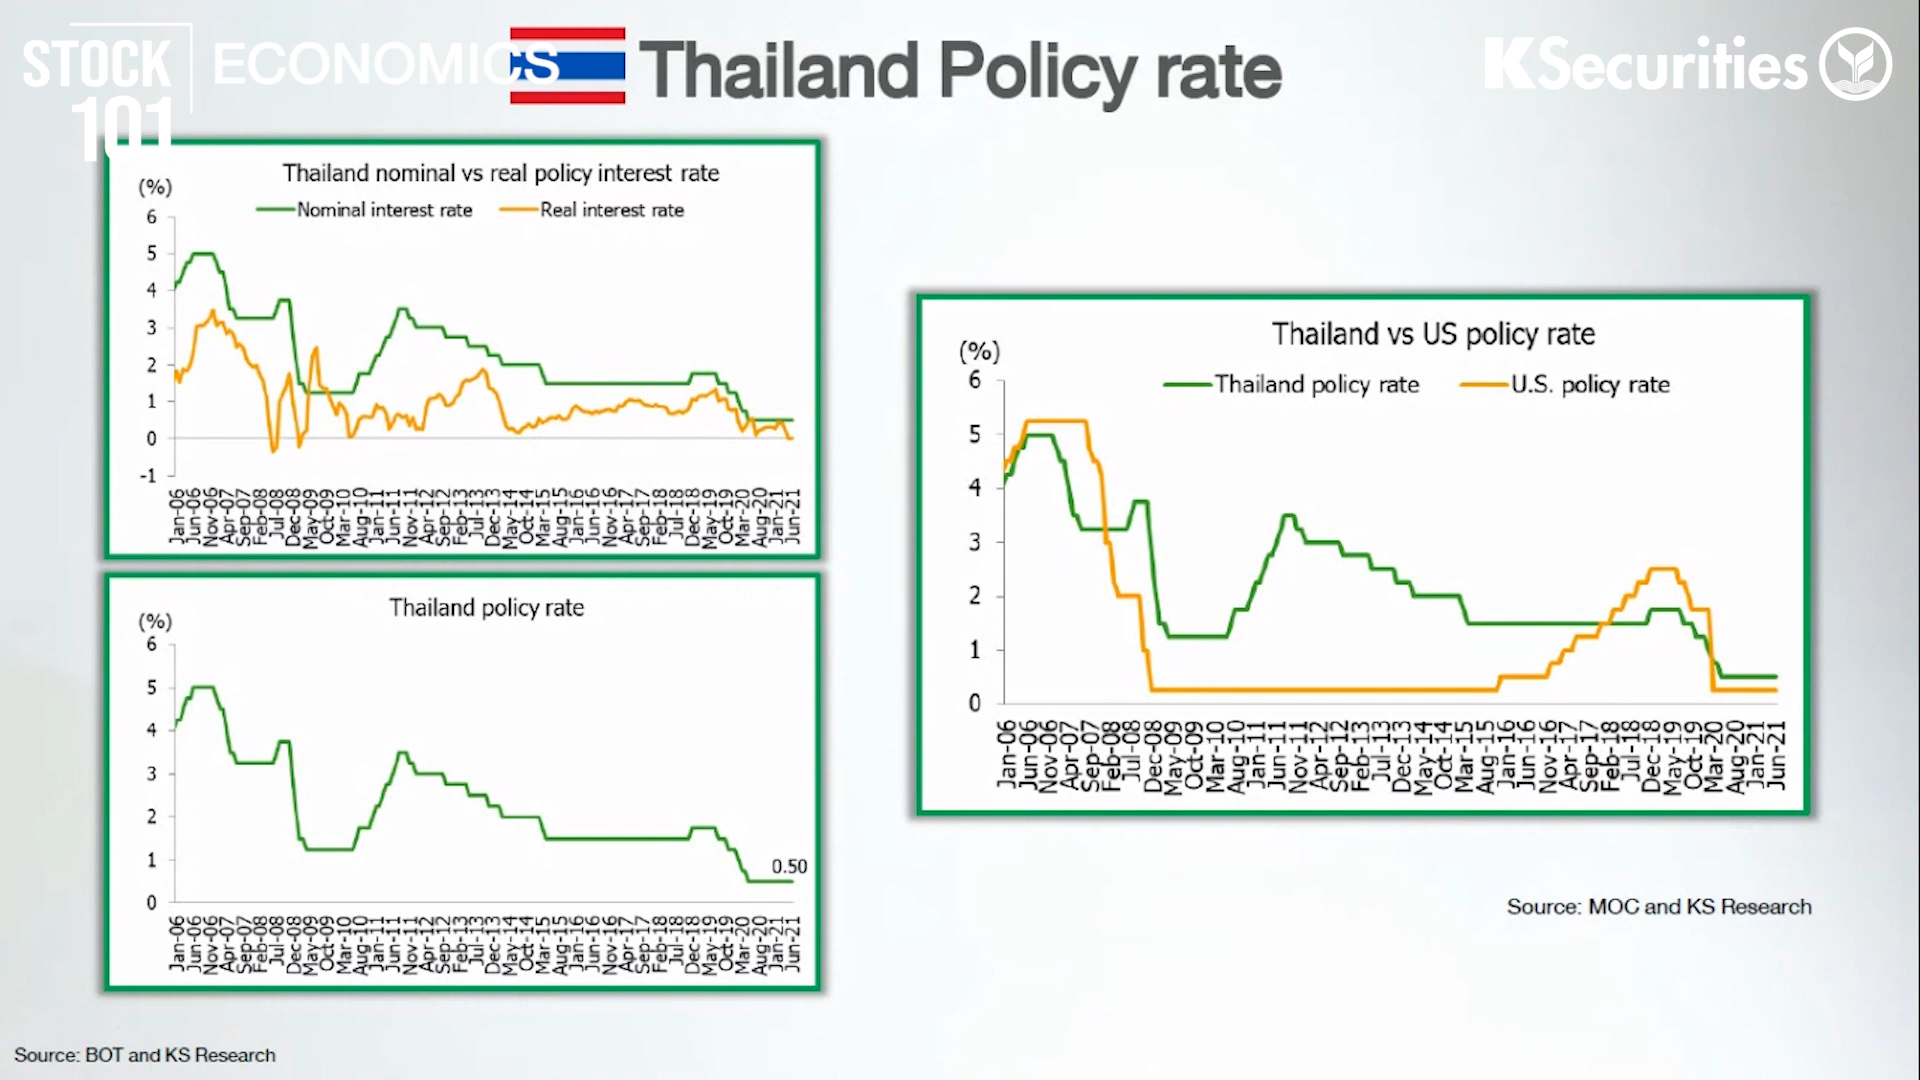 STOCK 101
ECONOMICS
Thailand Policy rate
KSecurities
Thailand nominal vs real policy interest rate
(%)
Nominal interest rate
Real interest rate
6
5
4
3
2
1
0
-1
Jan-06
Jun-06
Nov-06
Apr-07
Sep-07
Feb-08
Jul-08
Dec-08
May-09
Oct-09
Mar-10
Aug-10
Jan-11
Jun-11
Nov-11
Apr-12
Sep-12
Feb-13
Jul-13
Dec-13
May-14
Oct-14
Mar-15
Aug-15
Jan-16
Jun-16
Nov-16
Apr-17
Sep-17
Feb-18
Jul-18
Dec-18
May-19
Oct-19
Mar-20
Aug-20
Jan-21
Jun-21
Thailand policy rate
(%)
6
5
4
3
2
1
0
0.50
Jan-06
Jun-06
Nov-06
Apr-07
Sep-07
Feb-08
Jul-08
Dec-08
May-09
Oct-09
Mar-10
Aug-10
Jan-11
Jun-11
Nov-11
Apr-12
Sep-12
Feb-13
Jul-13
Dec-13
May-14
Oct-14
Mar-15
Aug-15
Jan-16
Jun-16
Nov-16
Apr-17
Sep-17
Feb-18
Jul-18
Dec-18
May-19
Oct-19
Mar-20
Aug-20
Jan-21
Jun-21
Source: BOT and KS Research
Thailand vs US policy rate
(%)
Thailand policy rate
U.S. policy rate
6
5
4
3
2
1
0
Jan-06
Jun-06
Nov-06
Apr-07
Sep-07
Feb-08
Jul-08
Dec-08
May-09
Oct-09
Mar-10
Aug-10
Jan-11
Jun-11
Nov-11
Apr-12
Sep-12
Feb-13
Jul-13
Dec-13
May-14
Oct-14
Mar-15
Aug-15
Jan-16
Jun-16
Nov-16
Apr-17
Sep-17
Feb-18
Jul-18
Dec-18
May-19
Oct-19
Mar-20
Aug-20
Jan-21
Jun-21
Source: MOC and KS Research